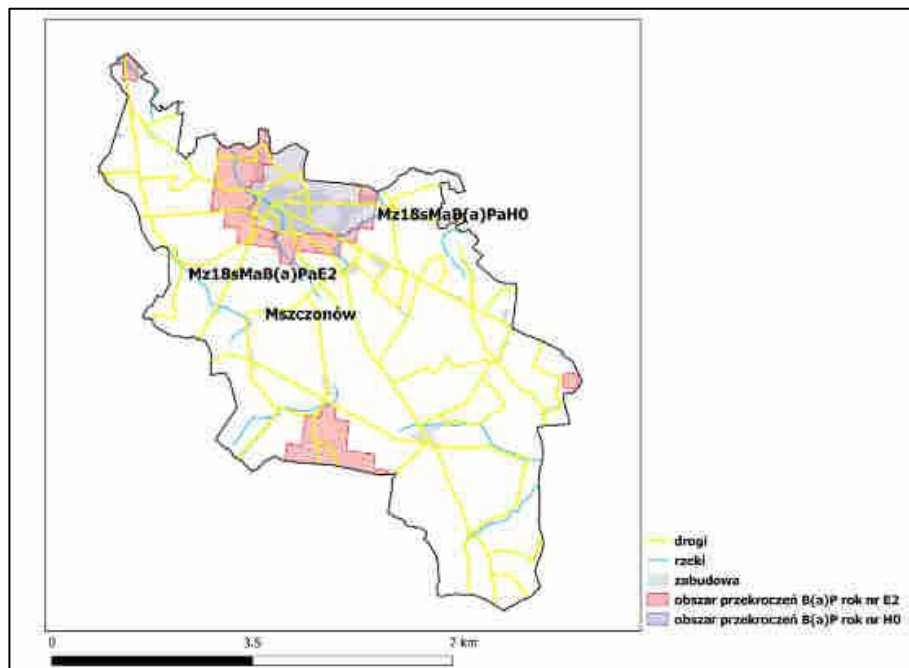 Mz18sMaB(a)PaH0
Mz18sMaB(a)PaE2
Mszczonów
drogi
rzeki
zabudowa
obszar przekroczeń B(a)P rok nr E2
obszar przekroczeń B(a)P rok nr H0
0 3.5 7 km